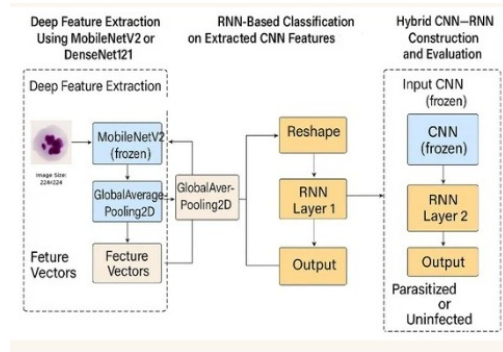 Deep Feature Extraction
Using MobileNetV2 or
DenseNet121
RNN-Based Classification
on Extracted CNN Features
Hybrid CNN—RNN
Construction
and Evaluation
Deep Feature Extraction
Image Size:
224×224
MobileNetV2
(frozen)
GlobalAverage-
Pooling2D
Feture
Vectors
Fecture
Vectors
GlobalAver-
Pooling2D
Reshape
RNN
Layer 1
Output
Input CNN
(frozen)
CNN
(frozen)
RNN
Layer 2
Output
Parasitized
or
Uninfected